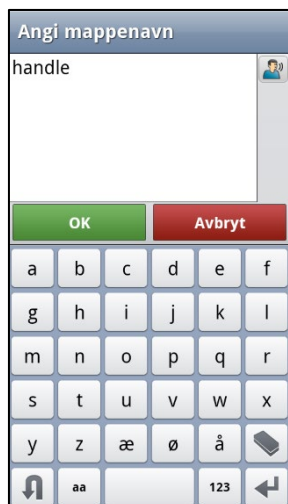 Angi mappenavn
handle
OK Avbryt
a b c d e f
g h i j k l
m n o p q r
s t u v w x
y z æ ø å
aa 123